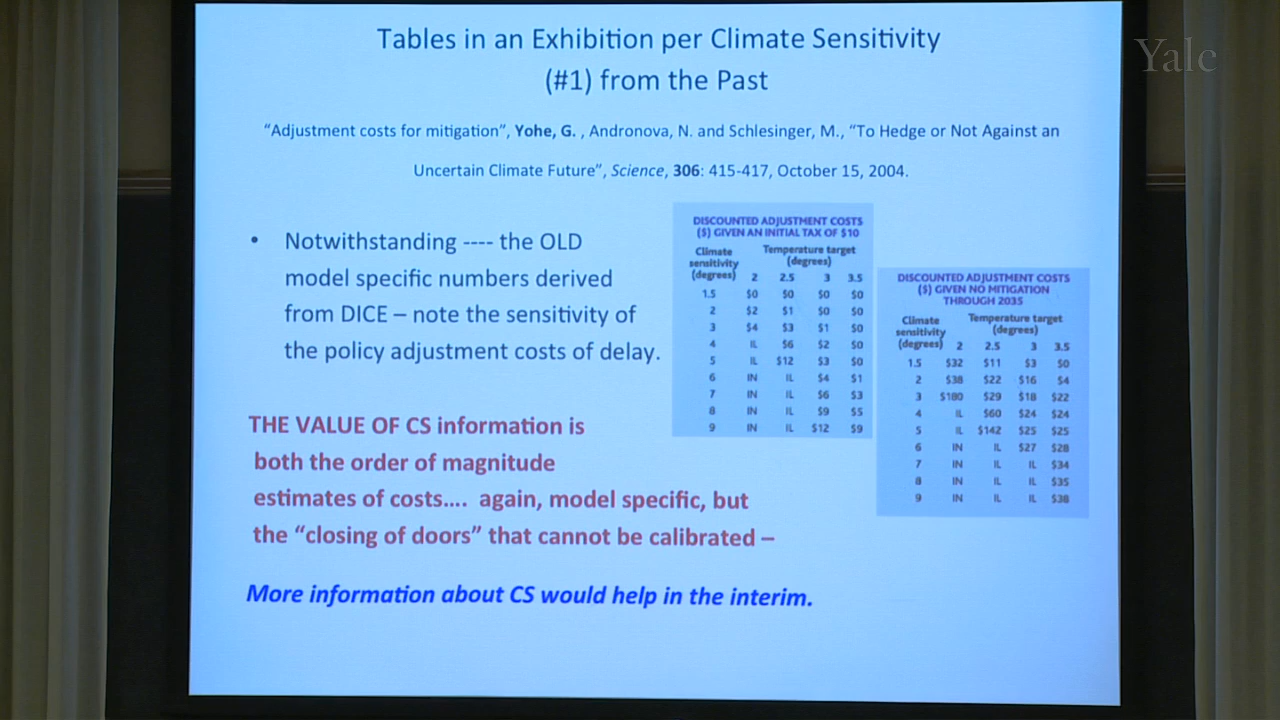 Tables in an Exhibition per Climate Sensitivity
(#1) from the Past
Yale
“Adjustment costs for mitigation”, Yohe, G. , Andronova, N. and Schlesinger, M., “To Hedge or Not Against an
Uncertain Climate Future”, Science, 306: 415-417, October 15, 2004.
• Notwithstanding ---- the OLD
model specific numbers derived
from DICE – note the sensitivity of
the policy adjustment costs of delay.
THE VALUE OF CS information is
both the order of magnitude
estimates of costs.... again, model specific, but
the “closing of doors” that cannot be calibrated –
More information about CS would help in the interim.
DISCOUNTED ADJUSTMENT COSTS
($) GIVEN AN INITIAL TAX OF $10
Climate
sensitivity
(degrees)
Temperature target
(degrees)
2 2.5 3 3.5
1.5 $0 $0 $0 $0
2 $2 $1 $0 $0
3 $4 $3 $1 $0
4 IL $6 $2 $0
5 IL $12 $3 $0
6 IN IL $4 $1
7 IN IL $6 $3
8 IN IL $9 $5
9 IN IL $12 $9
DISCOUNTED ADJUSTMENT COSTS
($) GIVEN NO MITIGATION
THROUGH 2035
Climate
sensitivity
(degrees)
Temperature target
(degrees)
2 2.5 3 3.5
1.5 $32 $11 $3 $0
2 $38 $22 $16 $4
3 $180 $29 $18 $22
4 IL $60 $24 $24
5 IL $142 $25 $25
6 IN IL $27 $28
7 IN IL IL $34
8 IN IL IL $35
9 IN IL IL $38